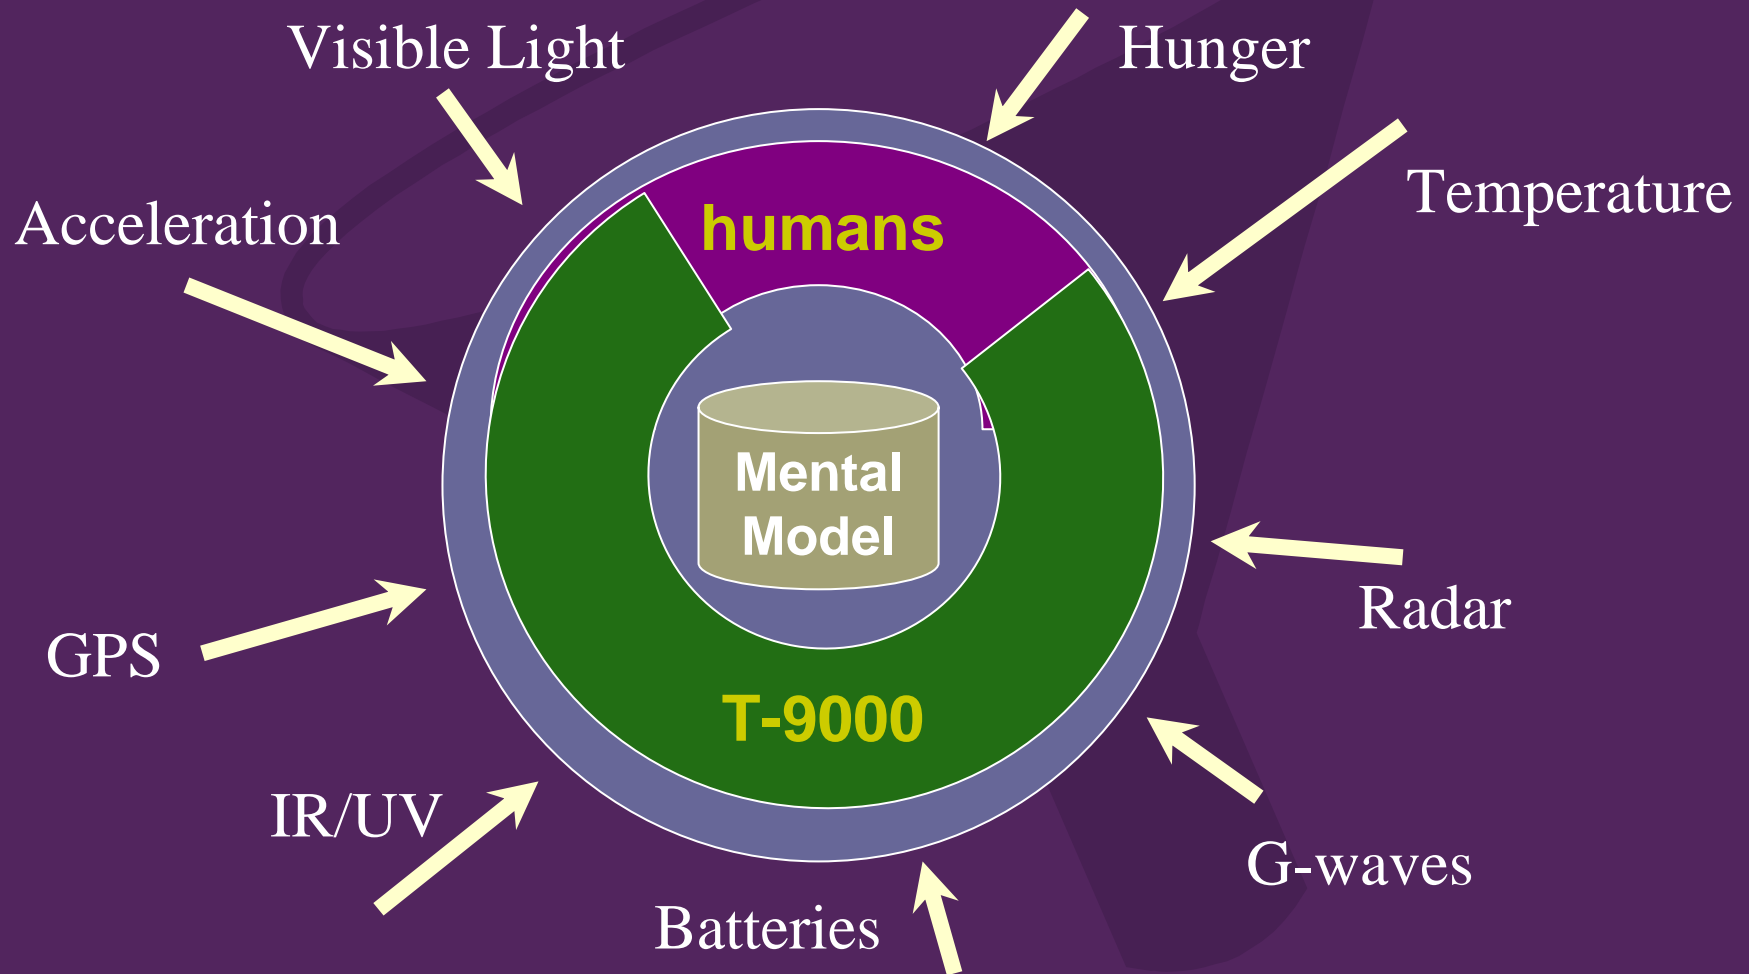 Visible Light
Hunger
Acceleration
humans
Temperature
Mental
Model
GPS
Radar
T-9000
IR/UV
G-waves
Batteries